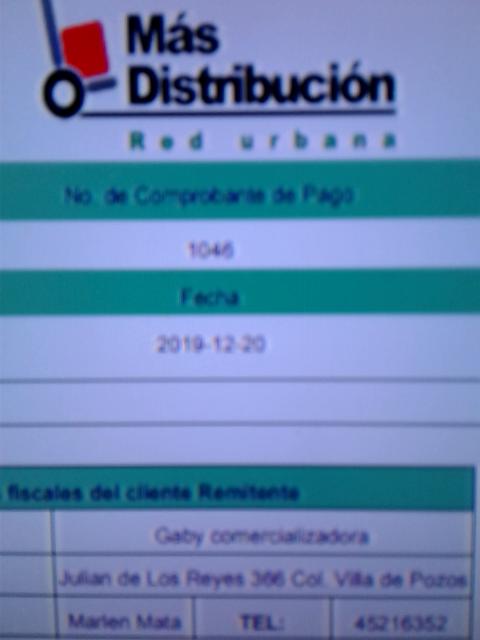 Más
Distribución
Red urbana
No. de Comprobante de Pago
1046
Fecha
2019-12-20
fiscales del cliente Remitente
Gaby comercializadora
Julian de Los Reyes 366 Col. Villa de Pozos
Marlen Mata TEL: 45216352